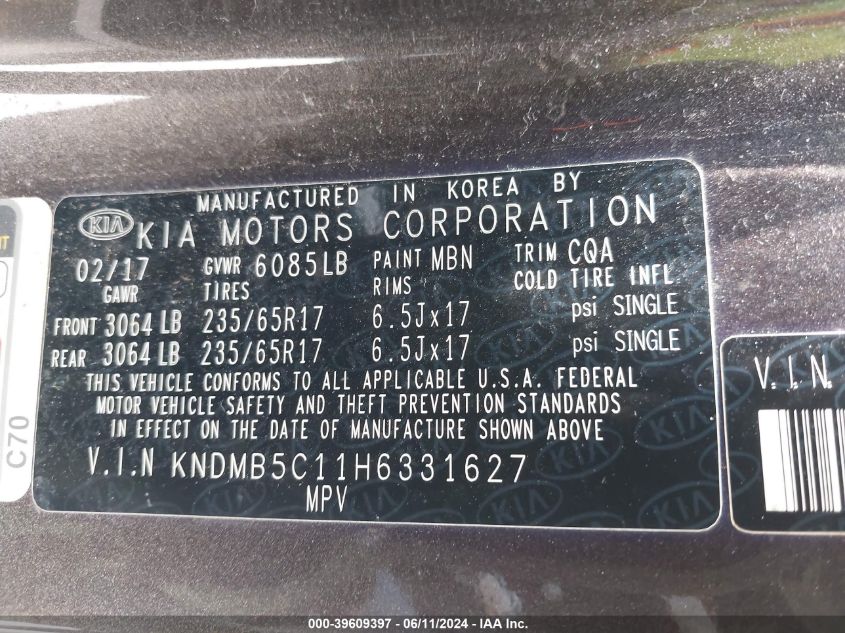 MANUFACTURED IN KOREA BY
KIA KIA MOTORS CORPORATION
02/17 GVWR 6085LB PAINT MBN TRIM CQA
GAWR TIRES RIMS COLD TIRE INFL
FRONT 3064 LB 235/65R17 6.5Jx17 psi SINGLE
REAR 3064 LB 235/65R17 6.5Jx17 psi SINGLE
THIS VEHICLE CONFORMS TO ALL APPLICABLE U.S.A. FEDERAL
MOTOR VEHICLE SAFETY AND THEFT PREVENTION STANDARDS
IN EFFECT ON THE DATE OF MANUFACTURE SHOWN ABOVE
V.I.N KNDMB5C11H6331627
MPV
V.I.N.
C70
000-39609397 - 06/11/2024 - IAA Inc.